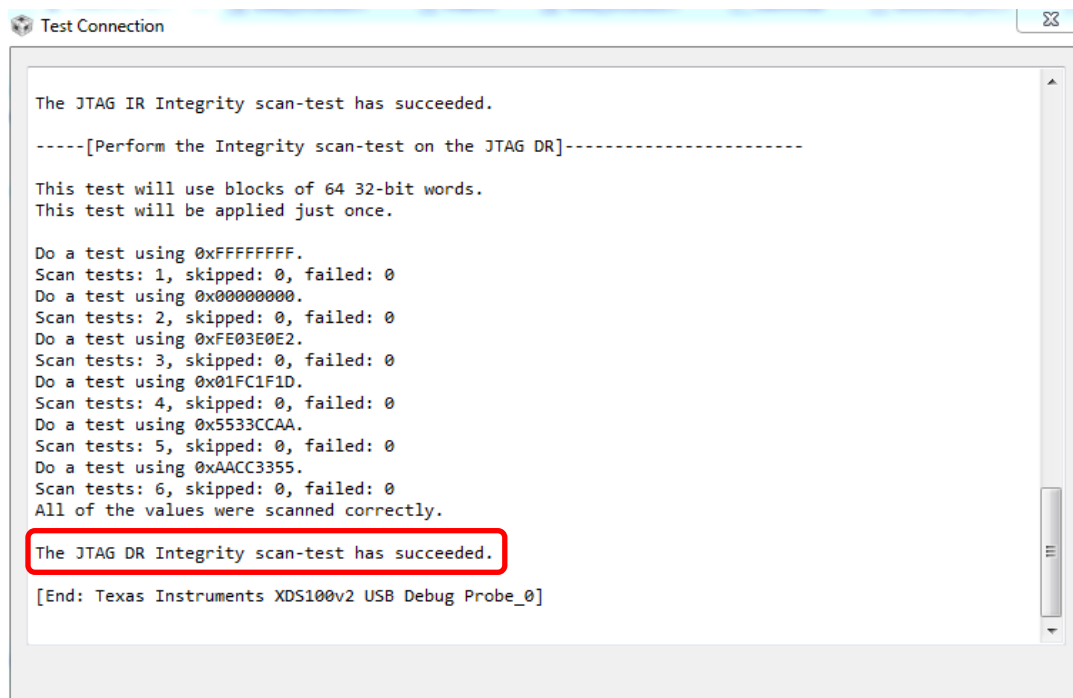 Test Connection
The JTAG IR Integrity scan-test has succeeded.
-----[Perform the Integrity scan-test on the JTAG DR]------------------------
This test will use blocks of 64 32-bit words.
This test will be applied just once.
Do a test using 0xFFFFFFFF.
Scan tests: 1, skipped: 0, failed: 0
Do a test using 0x00000000.
Scan tests: 2, skipped: 0, failed: 0
Do a test using 0xFE03E0E2.
Scan tests: 3, skipped: 0, failed: 0
Do a test using 0x01FC1F1D.
Scan tests: 4, skipped: 0, failed: 0
Do a test using 0x5533CCAA.
Scan tests: 5, skipped: 0, failed: 0
Do a test using 0xAACC3355.
Scan tests: 6, skipped: 0, failed: 0
All of the values were scanned correctly.
The JTAG DR Integrity scan-test has succeeded.
[End: Texas Instruments XDS100v2 USB Debug Probe_0]